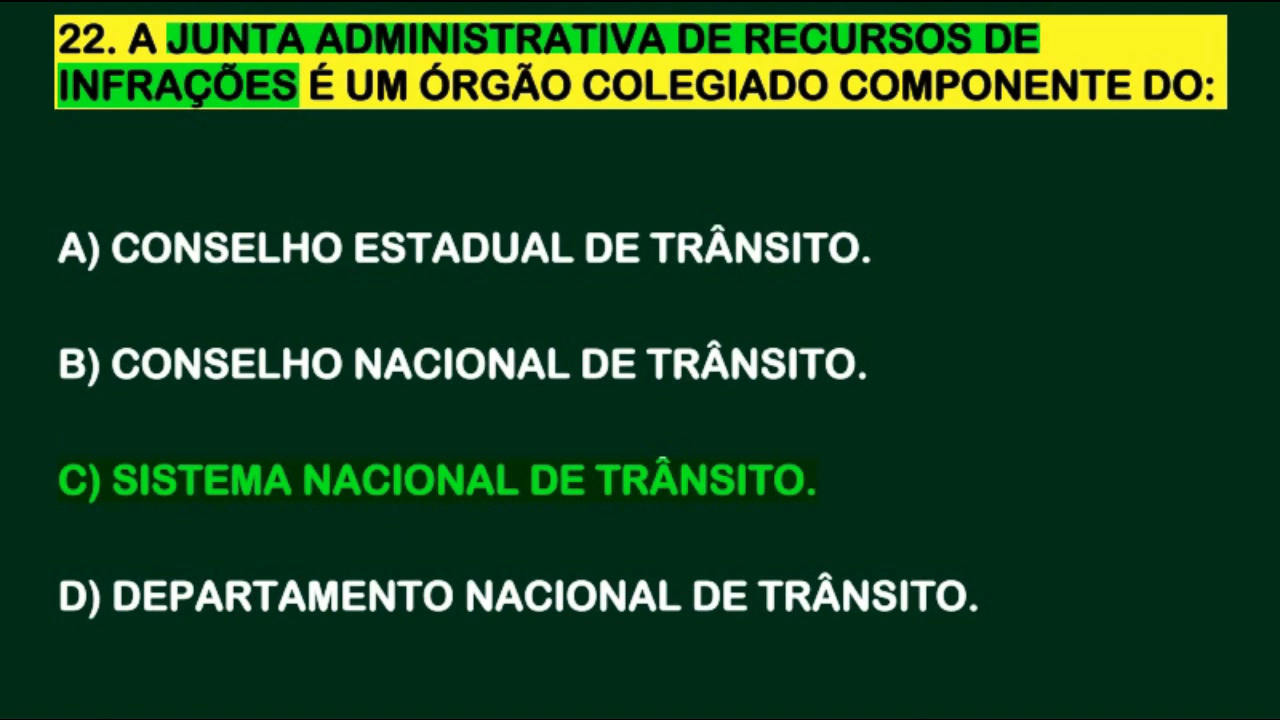 22. A JUNTA ADMINISTRATIVA DE RECURSOS DE
INFRAÇÕES É UM ÓRGÃO COLEGIADO COMPONENTE DO:
A) CONSELHO ESTADUAL DE TRÂNSITO.
B) CONSELHO NACIONAL DE TRÂNSITO.
C) SISTEMA NACIONAL DE TRÂNSITO.
D) DEPARTAMENTO NACIONAL DE TRÂNSITO.